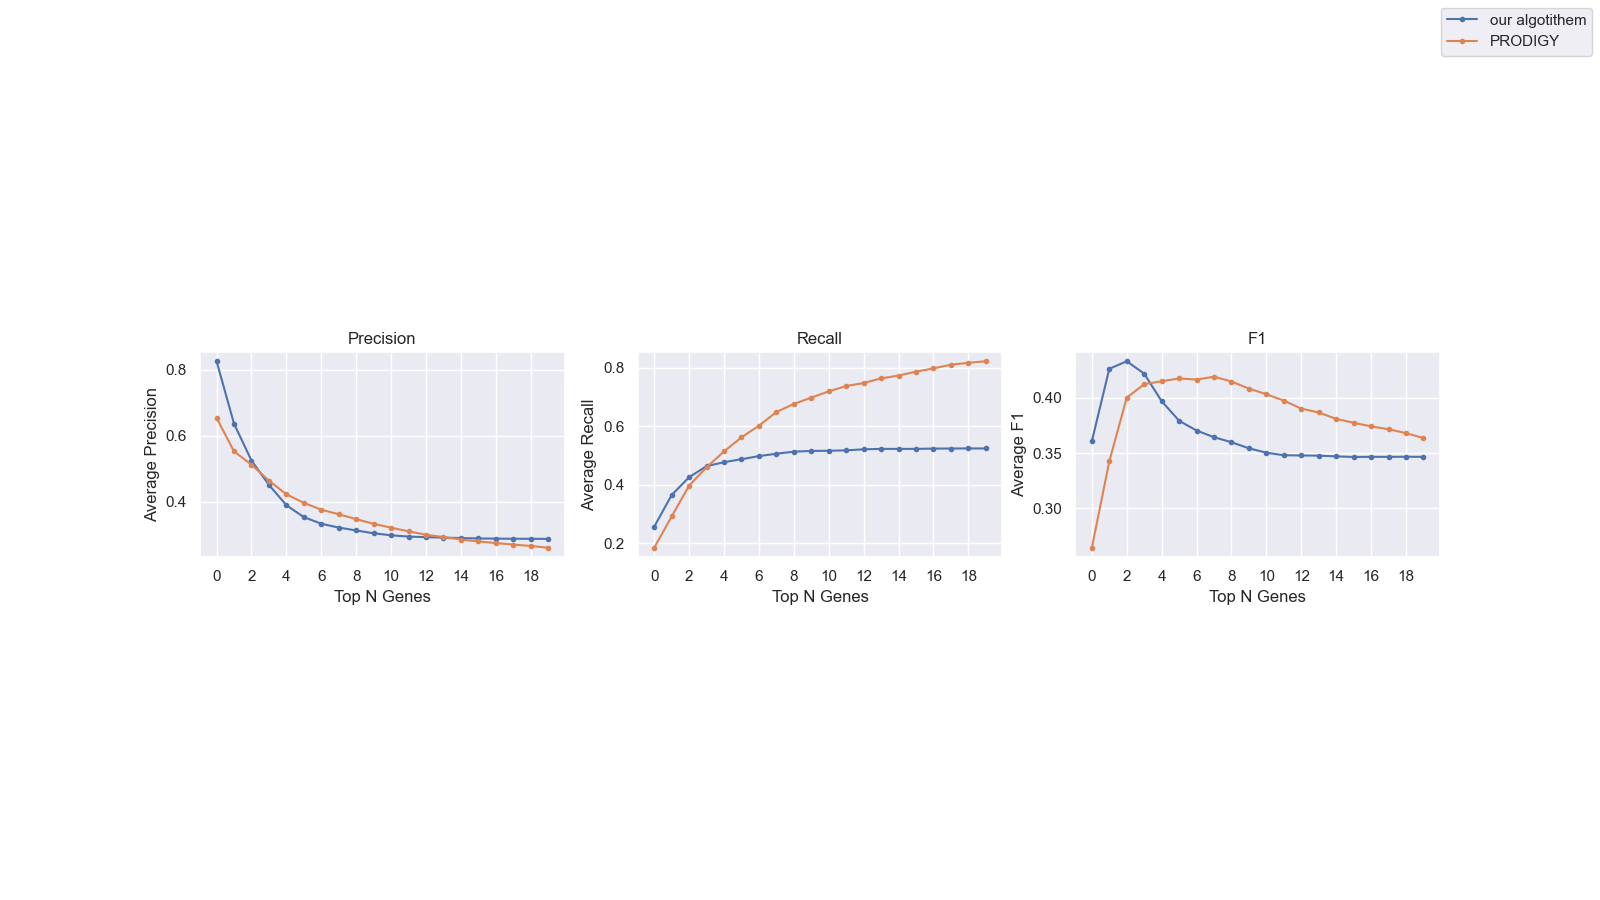 our algotithem
PRODIGY
Precision
Average Precision
0.8
0.6
0.4
0 2 4 6 8 10 12 14 16 18
Top N Genes
Recall
Average Recall
0.8
0.6
0.4
0.2
0 2 4 6 8 10 12 14 16 18
Top N Genes
F1
Average F1
0.40
0.35
0.30
0 2 4 6 8 10 12 14 16 18
Top N Genes